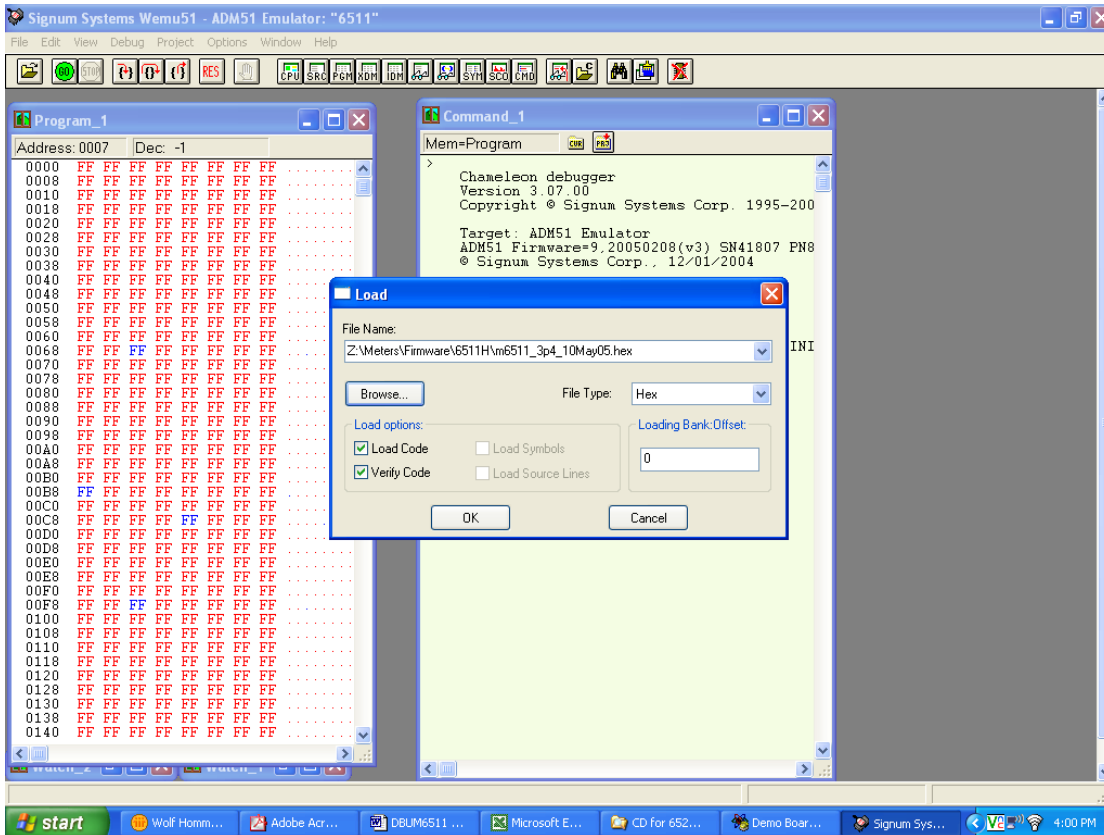 Signum Systems Wemu51 - ADM51 Emulator: "6511"
File Edit View Debug Project Options Window Help
GO STOP RES CPU SRC PGM XDM IDM SYM SCO CMD
Program_1
Address: 0007 Dec: -1
0000 FF FF FF FF FF FF FF FF ........
0008 FF FF FF FF FF FF FF FF ........
0010 FF FF FF FF FF FF FF FF ........
0018 FF FF FF FF FF FF FF FF ........
0020 FF FF FF FF FF FF FF FF ........
0028 FF FF FF FF FF FF FF FF ........
0030 FF FF FF FF FF FF FF FF ........
0038 FF FF FF FF FF FF FF FF ........
0040 FF FF FF FF FF FF FF FF ........
0048 FF FF FF FF FF FF FF FF ........
0050 FF FF FF FF FF FF FF FF ........
0058 FF FF FF FF FF FF FF FF ........
0060 FF FF FF FF FF FF FF FF ........
0068 FF FF FF FF FF FF FF FF ........
0070 FF FF FF FF FF FF FF FF ........
0078 FF FF FF FF FF FF FF FF ........
0080 FF FF FF FF FF FF FF FF ........
0088 FF FF FF FF FF FF FF FF ........
0090 FF FF FF FF FF FF FF FF ........
0098 FF FF FF FF FF FF FF FF ........
00A0 FF FF FF FF FF FF FF FF ........
00A8 FF FF FF FF FF FF FF FF ........
00B0 FF FF FF FF FF FF FF FF ........
00B8 FF FF FF FF FF FF FF FF ........
00C0 FF FF FF FF FF FF FF FF ........
00C8 FF FF FF FF FF FF FF FF ........
00D0 FF FF FF FF FF FF FF FF ........
00D8 FF FF FF FF FF FF FF FF ........
00E0 FF FF FF FF FF FF FF FF ........
00E8 FF FF FF FF FF FF FF FF ........
00F0 FF FF FF FF FF FF FF FF ........
00F8 FF FF FF FF FF FF FF FF ........
0100 FF FF FF FF FF FF FF FF ........
0108 FF FF FF FF FF FF FF FF ........
0110 FF FF FF FF FF FF FF FF ........
0118 FF FF FF FF FF FF FF FF ........
0120 FF FF FF FF FF FF FF FF ........
0128 FF FF FF FF FF FF FF FF ........
0130 FF FF FF FF FF FF FF FF ........
0138 FF FF FF FF FF FF FF FF ........
0140 FF FF FF FF FF FF FF FF ........
Watch_2 Watch_1
Command_1
Mem=Program CUR PRJ
>
Chameleon debugger
Version 3.07.00
Copyright © Signum Systems Corp. 1995-200
Target: ADM51 Emulator
ADM51 Firmware=9,20050208(v3) SN41807 PN8
© Signum Systems Corp., 12/01/2004
INI
Load
File Name:
Z:\Meters\Firmware\6511H\m6511_3p4_10May05.hex
Browse... File Type: Hex
Load options: Loading Bank:Offset:
Load Code Load Symbols 0
Verify Code Load Source Lines
OK Cancel
start Wolf Homm... Adobe Acr... DBUM6511 ... Microsoft E... CD for 652... Demo Boar... Signum Sys... 4:00 PM